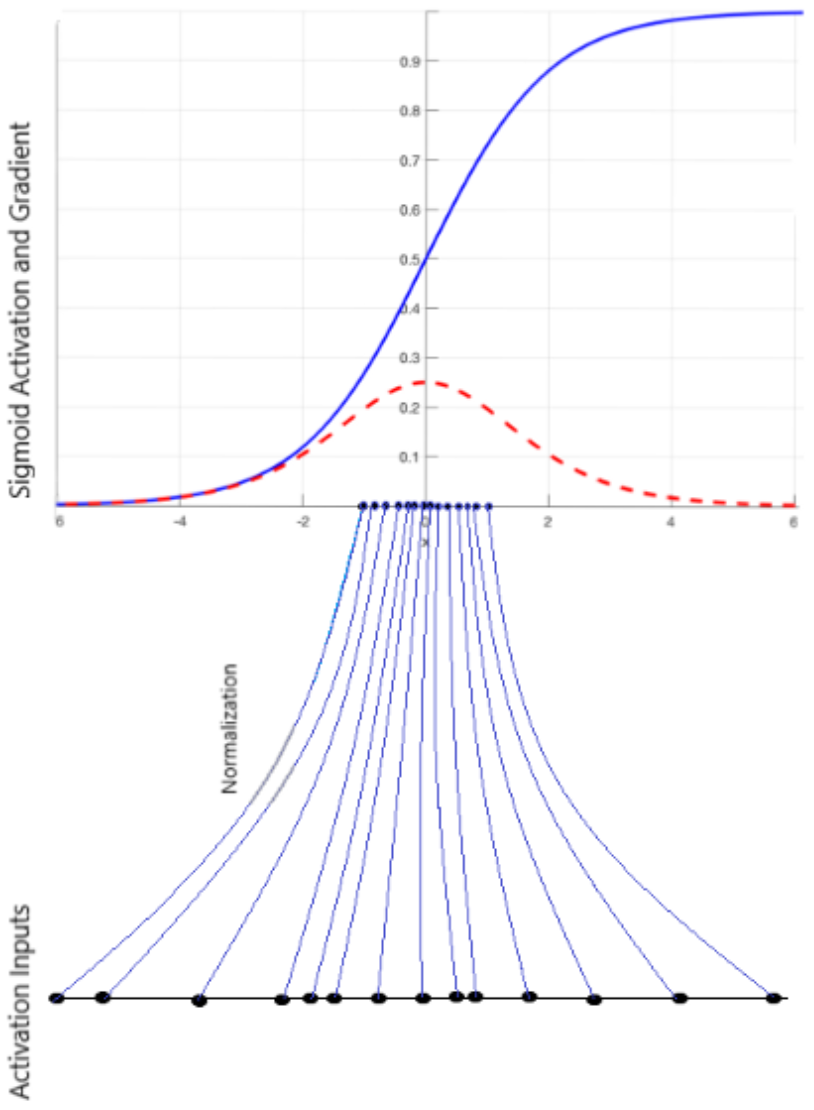 Sigmoid Activation and Gradient
0.9
0.8
0.7
0.6
0.5
0.4
0.3
0.2
0.1
6 -4 -2 0 2 4 6
x
Normalization
Activation Inputs